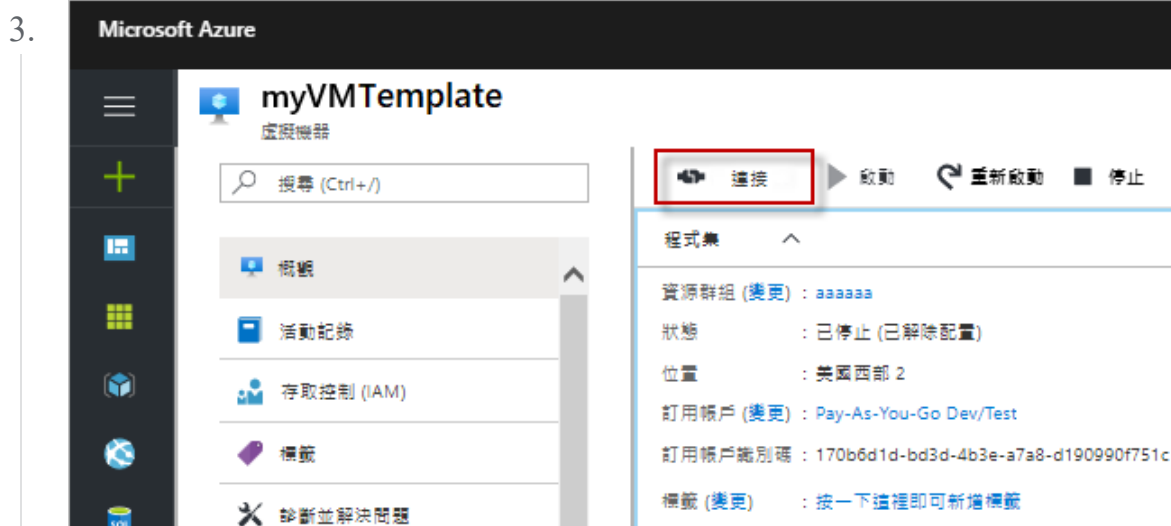 3.
Microsoft Azure
myVMTemplate
虛擬機器
搜尋 (Ctrl+/)
連接 啟動 重新啟動 停止
程式集
概觀
資源群組 (變更) : aaaaaa
活動記錄
狀態 : 已停止 (已解除配置)
位置 : 美國西部 2
存取控制 (IAM)
訂用帳戶 (變更) : Pay-As-You-Go Dev/Test
標籤
訂用帳戶識別碼 : 170b6d1d-bd3d-4b3e-a7a8-d190990f751c
標籤 (變更) : 按一下這裡即可新增標籤
診斷並解決問題
SQL